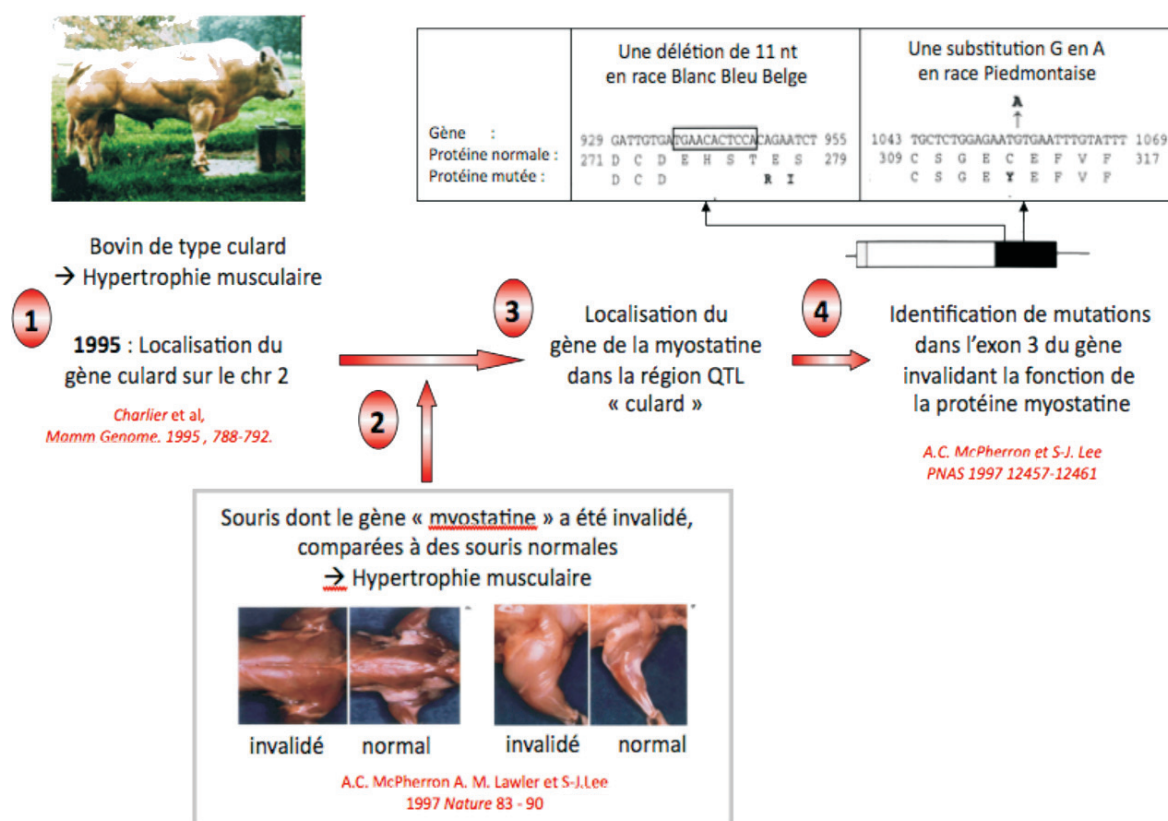 Une délétion de 11 nt
en race Blanc Bleu Belge
Une substitution G en A
en race Piedmontaise
A
↑
Gène :
929 GATTGTGATGAACACTCCACAGAATCT 955
1043 TGCTCTGGAGAATGTGAATTTGTATTT 1069
Protéine normale :
271 D C D E H S T E S 279
309 C S G E C E F V F 317
Protéine mutée :
D C D R I
C S G E Y E F V F
Bovin de type culard
→ Hypertrophie musculaire
1
1995 : Localisation du
gène culard sur le chr 2
Charlier et al,
Mamm Genome. 1995 , 788-792.
2
3
Localisation du
gène de la myostatine
dans la région QTL
« culard »
4
Identification de mutations
dans l'exon 3 du gène
invalidant la fonction de
la protéine myostatine
A.C. McPherron et S-J. Lee
PNAS 1997 12457-12461
Souris dont le gène « myostatine » a été invalidé,
comparées à des souris normales
→ Hypertrophie musculaire
invalidé normal invalidé normal
A.C. McPherron A. M. Lawler et S-J.Lee
1997 Nature 83 - 90